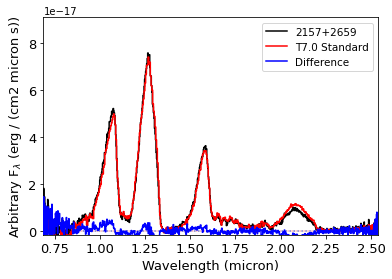 1e−17
2157+2659
T7.0 Standard
Difference
Arbitrary Fλ (erg / (cm2 micron s))
8
6
4
2
0
0.75 1.00 1.25 1.50 1.75 2.00 2.25 2.50
Wavelength (micron)